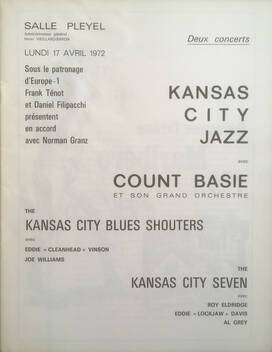 SALLE PLEYEL
Administrateur général :
Deux concerts
LUNDI 17 AVRIL 1972
Sous le patronage
d'Europe-1
Frank Ténot
et Daniel Filipacchi
présentent
en accord
avec Norman Granz
KANSAS
CITY
JAZZ
avec
COUNT BASIE
ET SON GRAND ORCHESTRE
THE
KANSAS CITY BLUES SHOUTERS
avec
EDDIE « CLEANHEAD » VINSON
JOE WILLIAMS
THE
KANSAS CITY SEVEN
avec
ROY ELDRIDGE
EDDIE « LOCKJAW » DAVIS
AL GREY